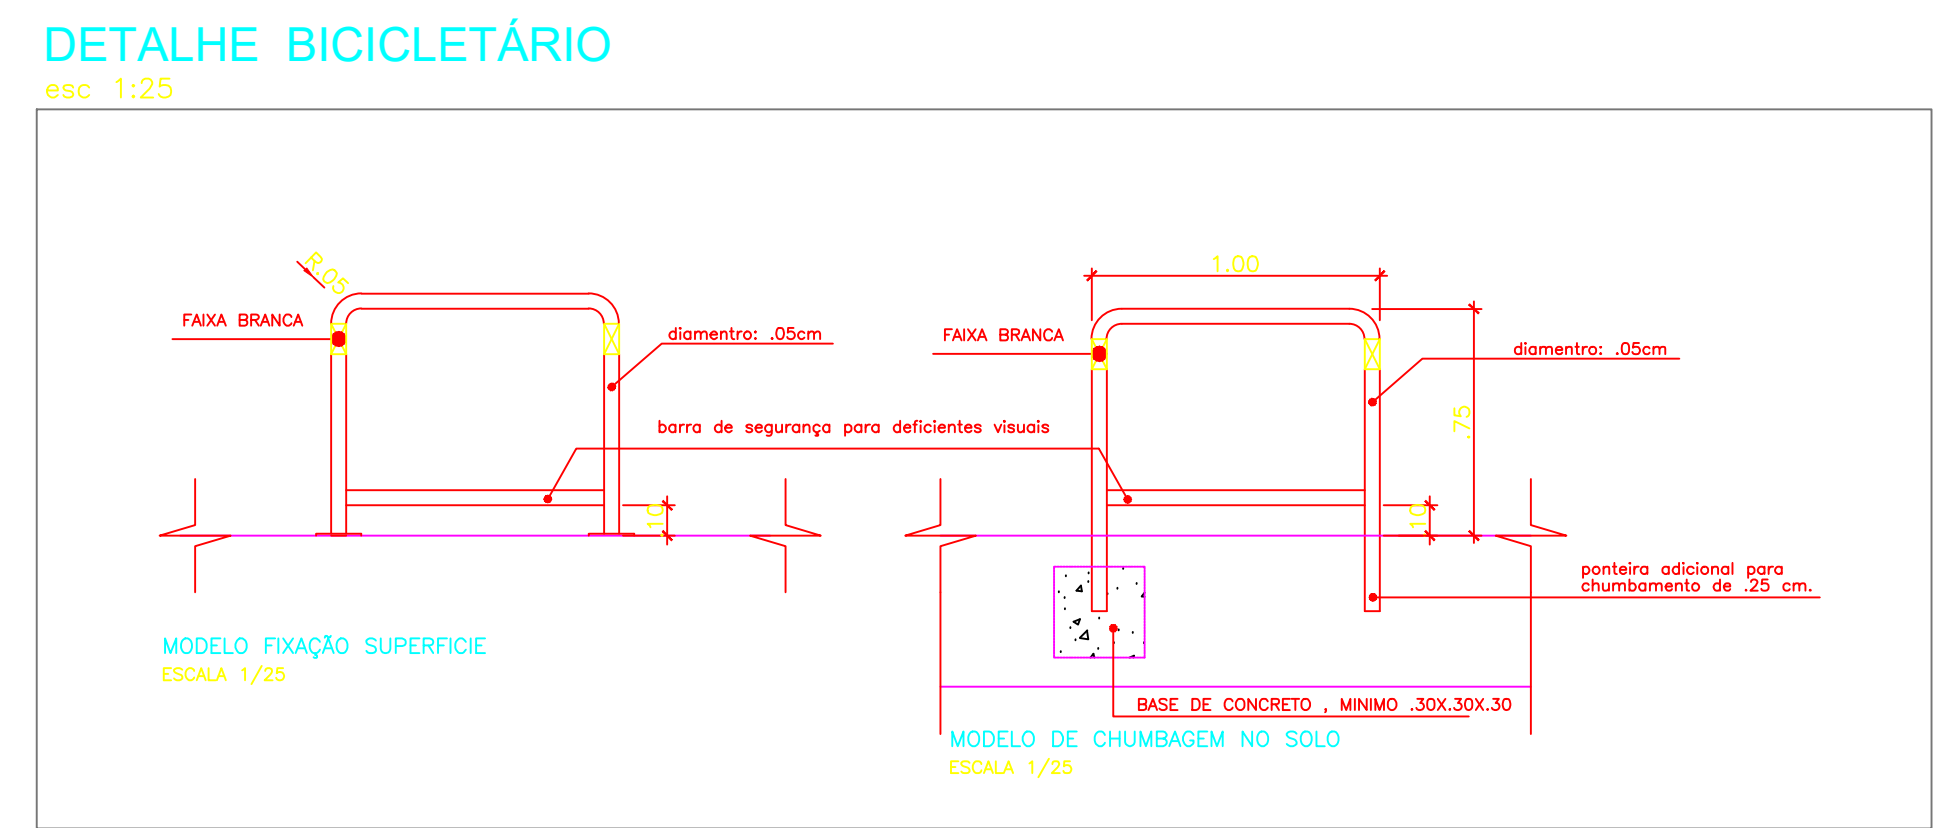 DETALHE BICICLETÁRIO
esc 1:25
R.05
FAIXA BRANCA
diamentro: .05cm
barra de segurança para deficientes visuais
.10
MODELO FIXAÇÃO SUPERFICIE
ESCALA 1/25
1.00
FAIXA BRANCA
diamentro: .05cm
.75
.10
ponteira adicional para
chumbamento de .25 cm.
BASE DE CONCRETO , MINIMO .30X.30X.30
MODELO DE CHUMBAGEM NO SOLO
ESCALA 1/25